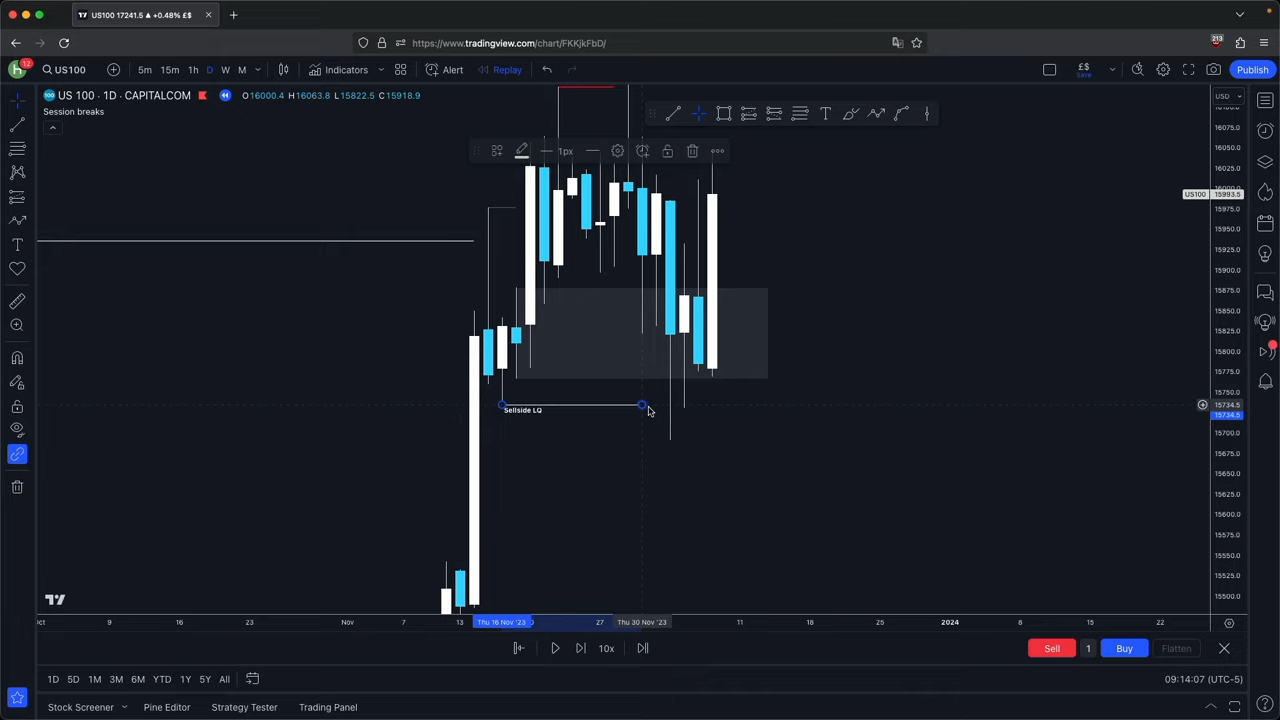 US100 17241.5 ▲ +0.48% £$
213
https://www.tradingview.com/chart/FKKjkFbD/
H
12
US100
5m 15m 1h D W M
Indicators
Alert
Replay
£$
Save
Publish
100 US 100 · 1D · CAPITALCOM
O16000.4 H16063.8 L15822.5 C15918.9
Session breaks
USD
T
1px
16075.0
16050.0
16025.0
16000.0
US100 15993.5
15975.0
15950.0
15925.0
15900.0
15875.0
15850.0
15825.0
15800.0
15775.0
15750.0
15734.5
15734.5
15700.0
15675.0
15650.0
15625.0
15600.0
15575.0
15550.0
15525.0
15500.0
Sellside LQ
Oct 9 16 23 Nov 7 13 Thu 16 Nov '23 27 Thu 30 Nov '23 11 18 25 2024 8 15 22
10x
Sell 1 Buy Flatten
1D 5D 1M 3M 6M YTD 1Y 5Y All
09:14:07 (UTC-5)
Stock Screener Pine Editor Strategy Tester Trading Panel